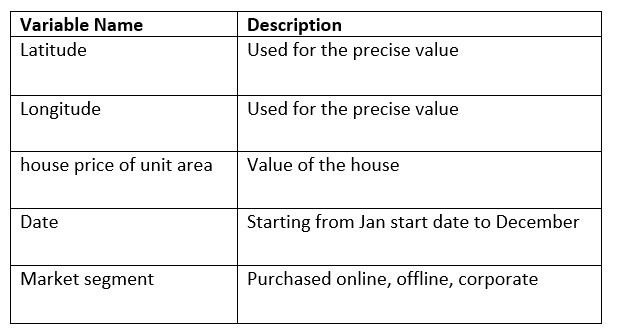 Variable Name Description
Latitude Used for the precise value
Longitude Used for the precise value
house price of unit area Value of the house
Date Starting from Jan start date to December
Market segment Purchased online, offline, corporate